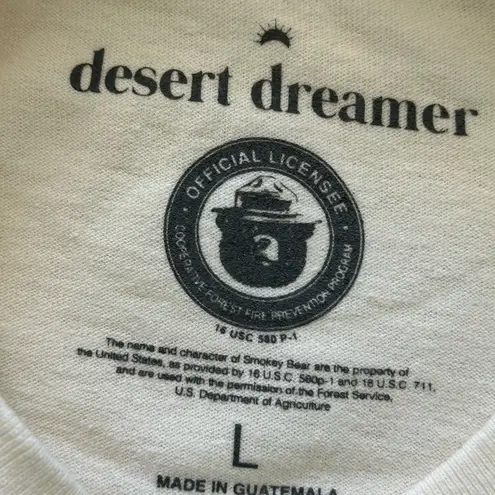 desert dreamer
OFFICIAL LICENSEE
COOPERATIVE FOREST FIRE PREVENTION PROGRAM
16 USC 580 P-1
The name and character of Smokey Bear are the property of
the United States, as provided by 16 U.S.C. 580p-1 and 18 U.S.C. 711,
and are used with the permission of the Forest Service,
U.S. Department of Agriculture
L
MADE IN GUATEMALA